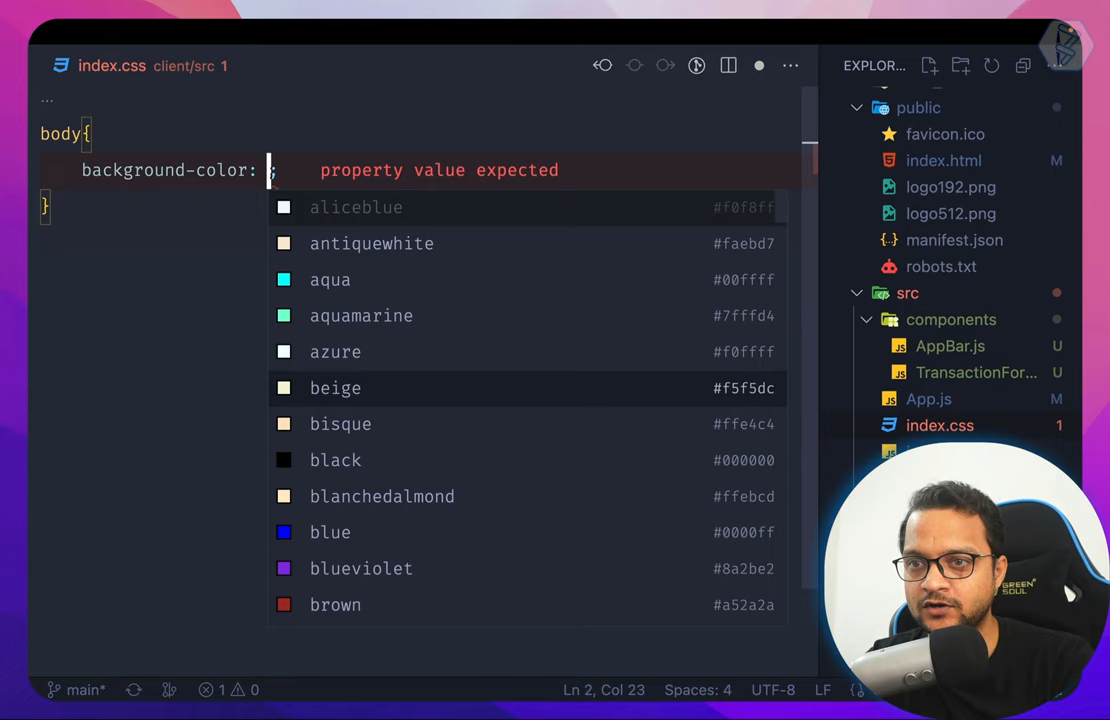 index.css client/src 1
EXPLOR...
...
body{
background-color: ; property value expected
}
aliceblue #f0f8ff
antiquewhite #faebd7
aqua #00ffff
aquamarine #7fffd4
azure #f0ffff
beige #f5f5dc
bisque #ffe4c4
black #000000
blanchedalmond #ffebcd
blue #0000ff
blueviolet #8a2be2
brown #a52a2a
public
favicon.ico
index.html M
logo192.png
logo512.png
manifest.json
robots.txt
src
components
AppBar.js U
TransactionFor... U
App.js M
index.css 1
GREEN
SOUL
main* 1 0 Ln 2, Col 23 Spaces: 4 UTF-8 LF